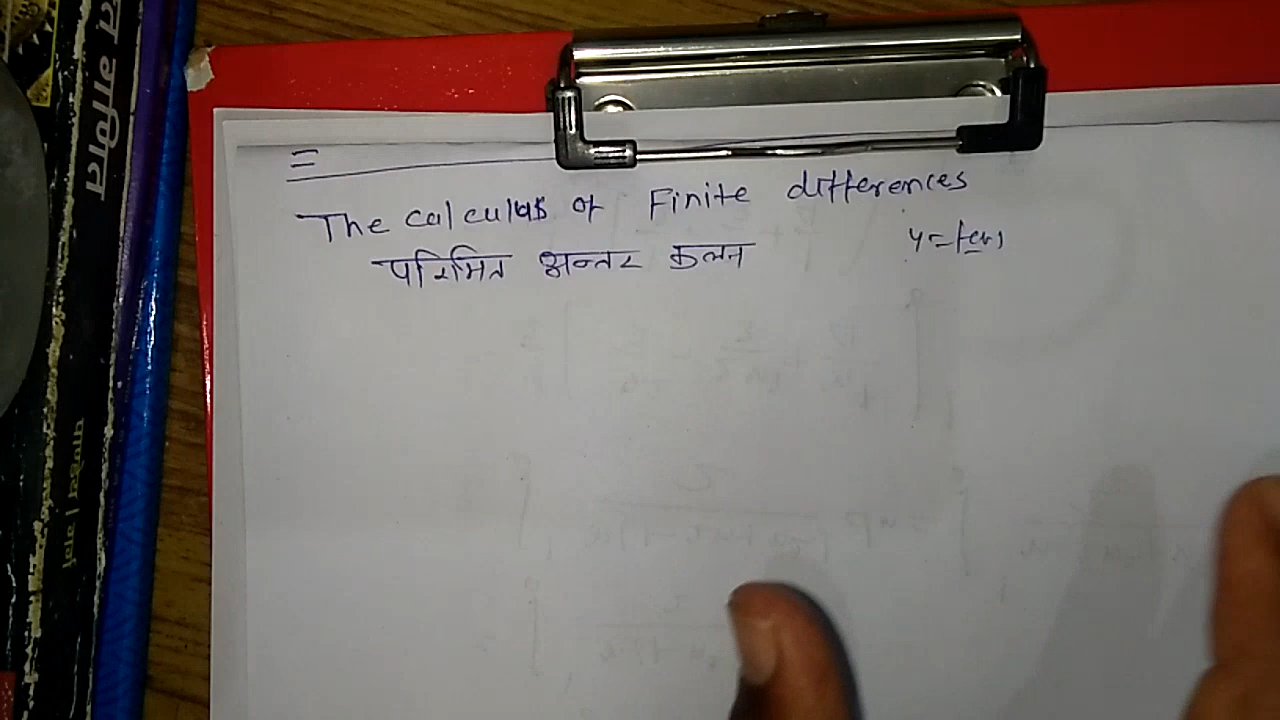 =
The calculus of Finite differences
y = f(x)
परिमित अन्तर कलन